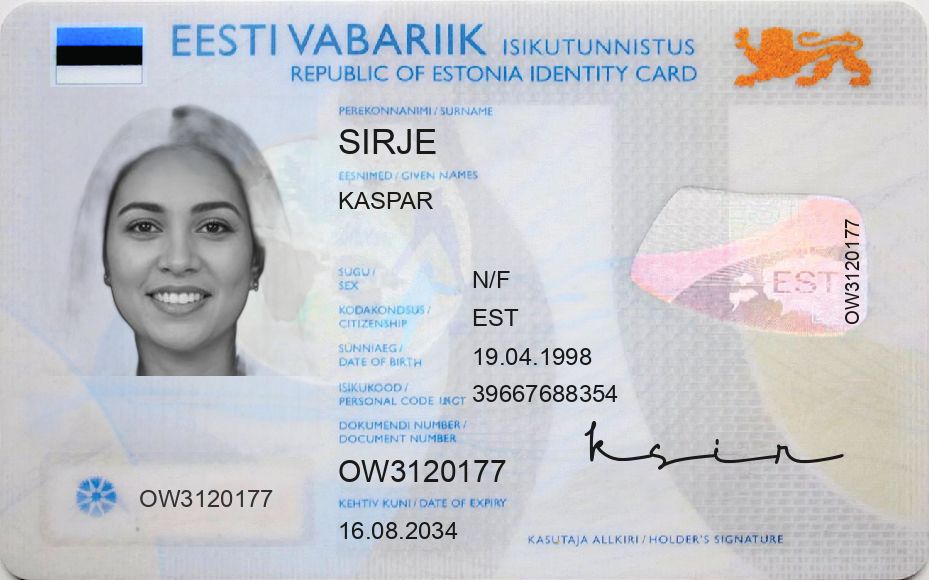 EESTI VABARIIK ISIKUTUNNISTUS
REPUBLIC OF ESTONIA IDENTITY CARD
PEREKONNANIMI / SURNAME
SIRJE
EESNIMED / GIVEN NAMES
KASPAR
SUGU /
SEX
N/F
KODAKONDSUS /
CITIZENSHIP
EST
SÜNNIAEG /
DATE OF BIRTH
19.04.1998
ISIKUKOOD /
PERSONAL CODE
39667688354
DOKUMENDI NUMBER /
DOCUMENT NUMBER
OW3120177
KEHTIV KUNI / DATE OF EXPIRY
16.08.2034
OW3120177
EST
OW3120177
ksin
KASUTAJA ALLKIRI / HOLDER'S SIGNATURE